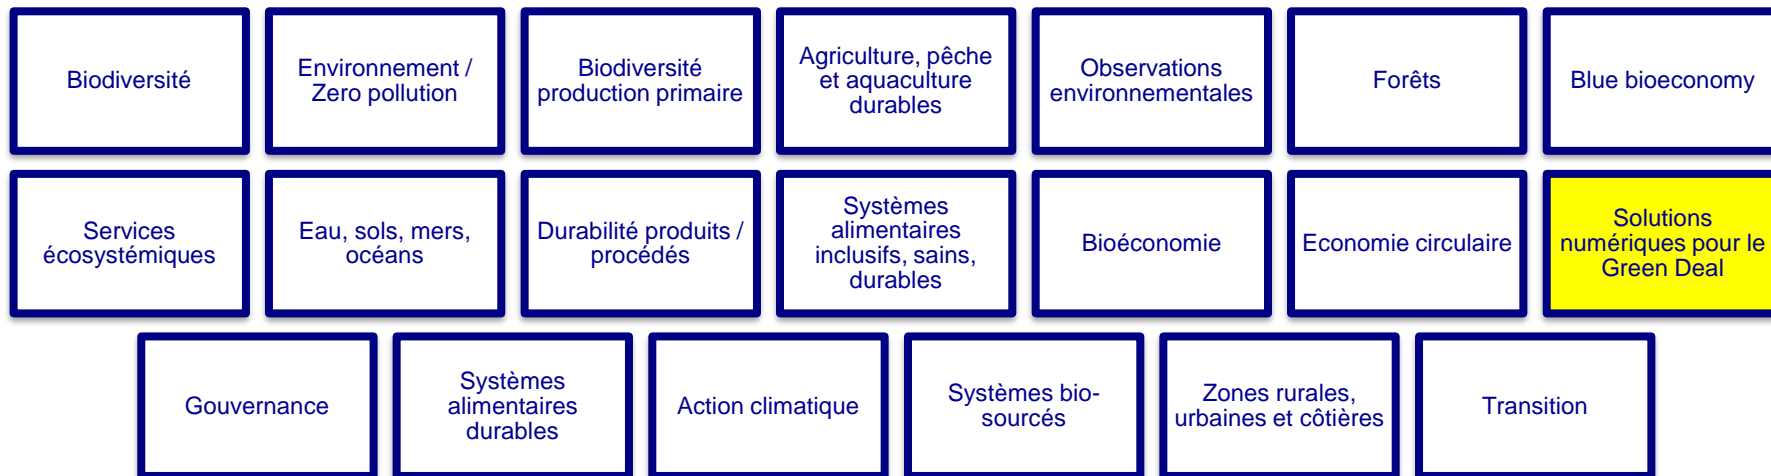 Biodiversité
Environnement /
Zero pollution
Biodiversité
production primaire
Agriculture, pêche
et aquaculture
durables
Observations
environnementales
Forêts
Blue bioeconomy
Services
écosystémiques
Eau, sols, mers,
océans
Durabilité produits /
procédés
Systèmes
alimentaires
inclusifs, sains,
durables
Bioéconomie
Economie circulaire
Solutions
numériques pour le
Green Deal
Gouvernance
Systèmes
alimentaires
durables
Action climatique
Systèmes bio-
sourcés
Zones rurales,
urbaines et côtières
Transition